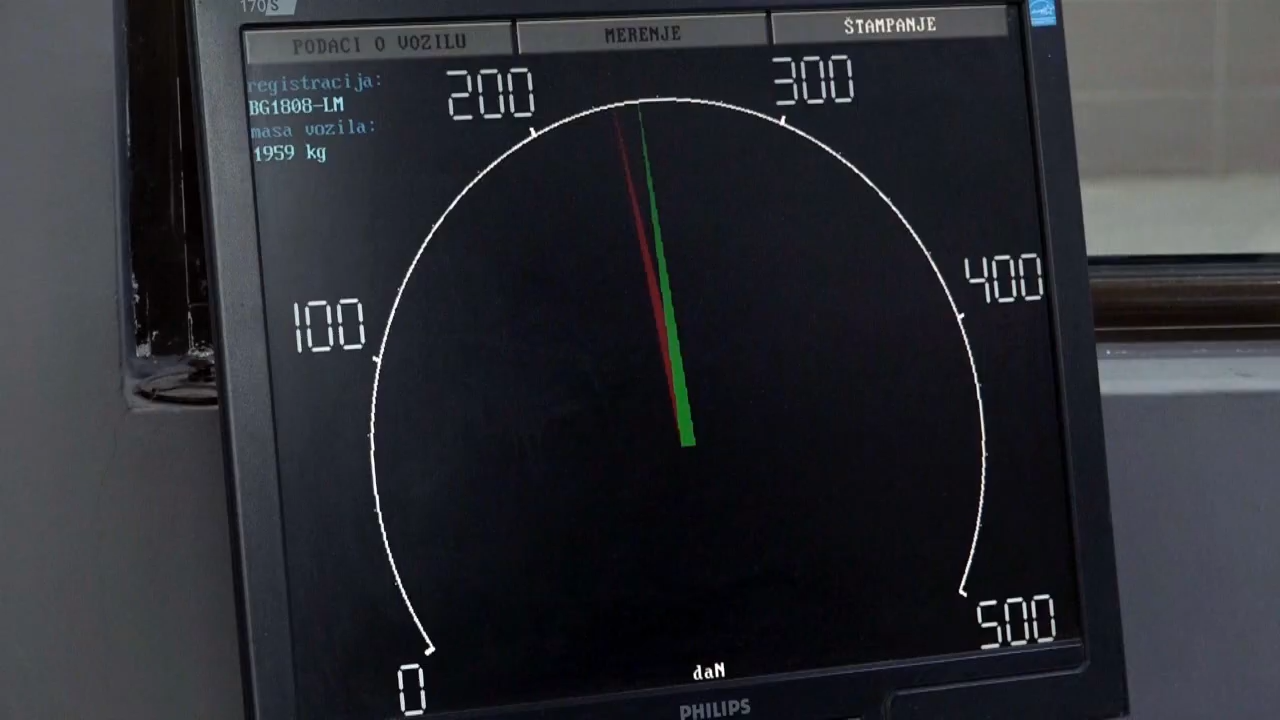 170/S
PODACI O VOZILU
MERENJE
ŠTAMPANJE
registracija:
BG1808-LM
masa vozila:
1959 kg
200
300
100
400
0
500
daN
PHILIPS